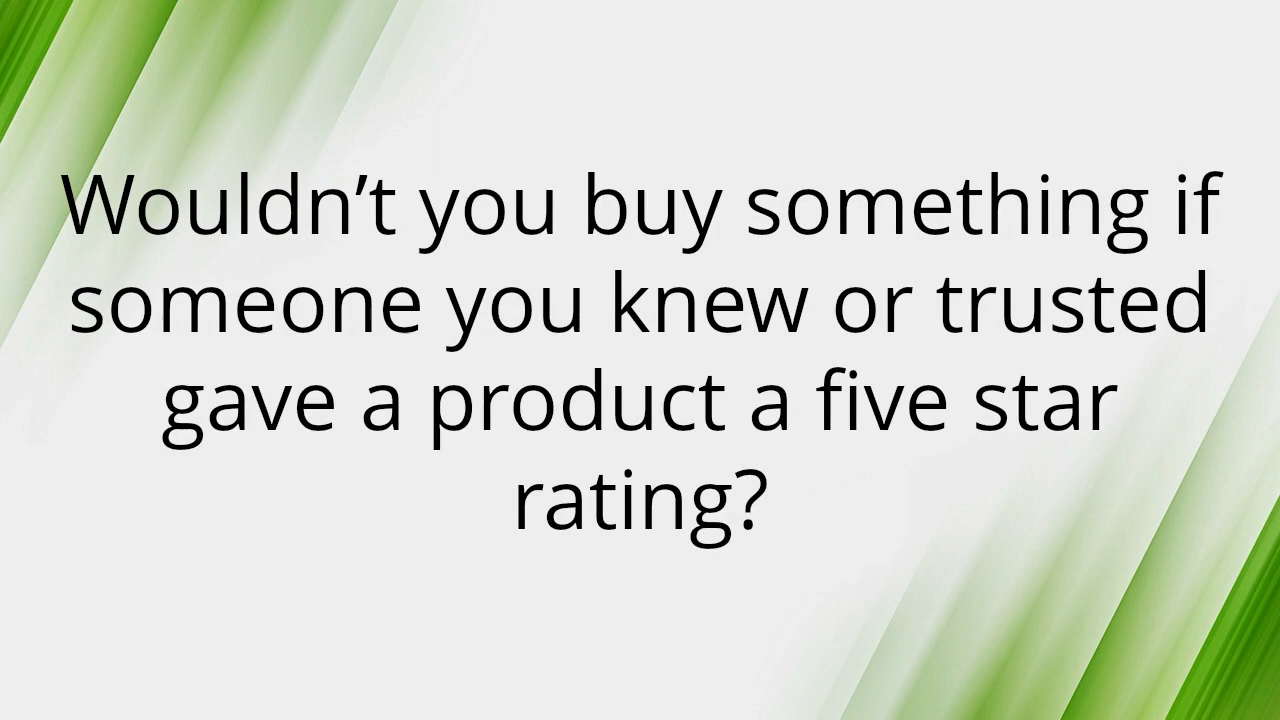 Wouldn’t you buy something if
someone you knew or trusted
gave a product a five star
rating?